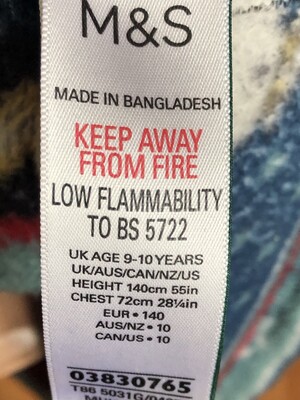 M&S
MADE IN BANGLADESH
KEEP AWAY
FROM FIRE
LOW FLAMMABILITY
TO BS 5722
UK AGE 9-10 YEARS
UK/AUS/CAN/NZ/US
HEIGHT 140cm 55in
CHEST 72cm 28¼in
EUR • 140
AUS/NZ • 10
CAN/US • 10
03830765
T86 5031G